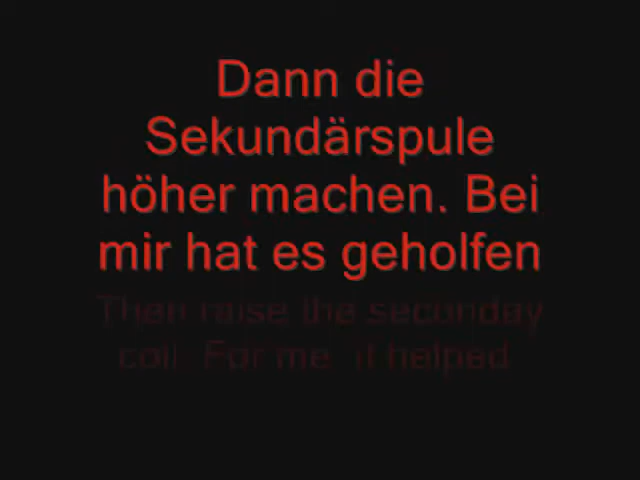 Dann die
Sekundärspule
höher machen. Bei
mir hat es geholfen
Then raise the seconday
coil. For me  it helped